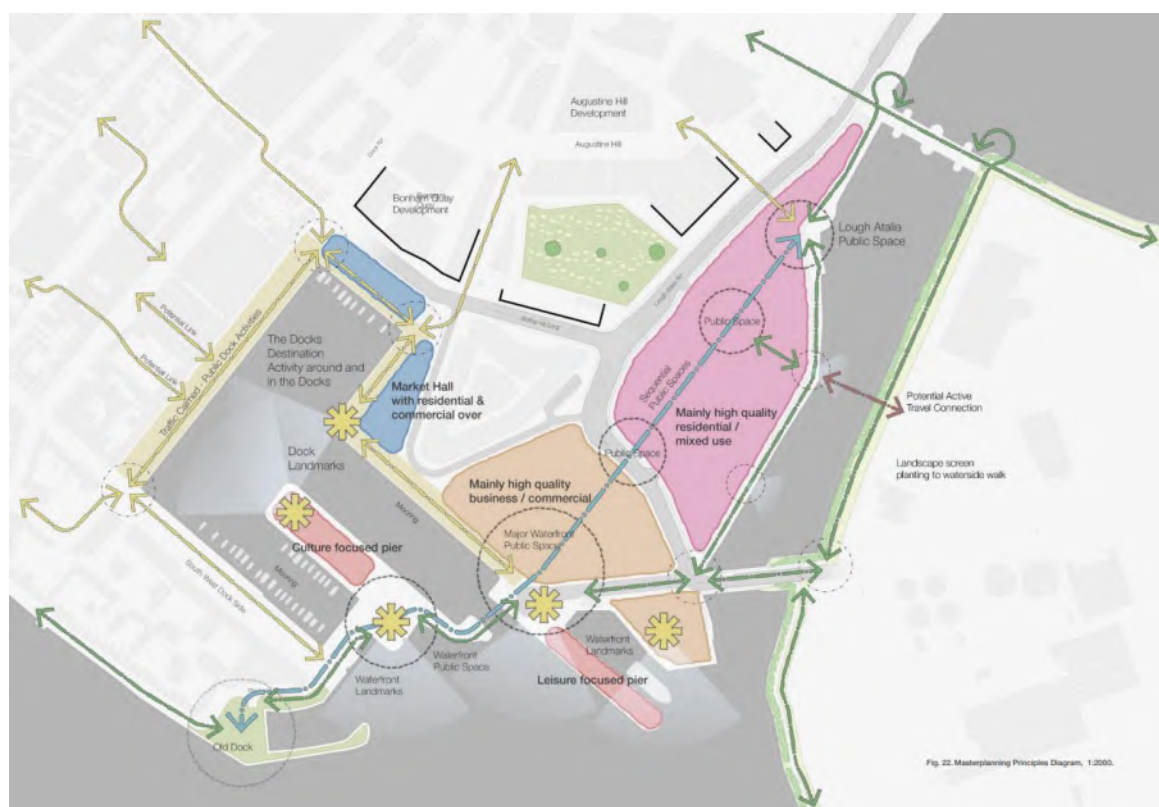 Augustine Hill
Development
Augustine Hill
Dock Rd
Bonham Quay
Development
Lough Atalia
Public Space
Lough Atalia Rd
Public Space
Potential Link
Potential Link
Traffic Calmed - Public Dock Activities
The Docks
Destination
Activity around and
in the Docks
Market Hall
with residential &
commercial over
Sequential
Public Spaces
Mainly high quality
residential /
mixed use
Potential Active
Travel Connection
Dock
Landmarks
Public Space
Landscape screen
planting to waterside walk
Mainly high quality
business / commercial
Mooring
Major Waterfront
Public Space
Culture focused pier
Mooring
South West Dock Side
Waterfront
Public Space
Waterfront
Landmarks
Waterfront
Landmarks
Leisure focused pier
Old Dock
Fig. 22. Masterplanning Principles Diagram, 1:2000.